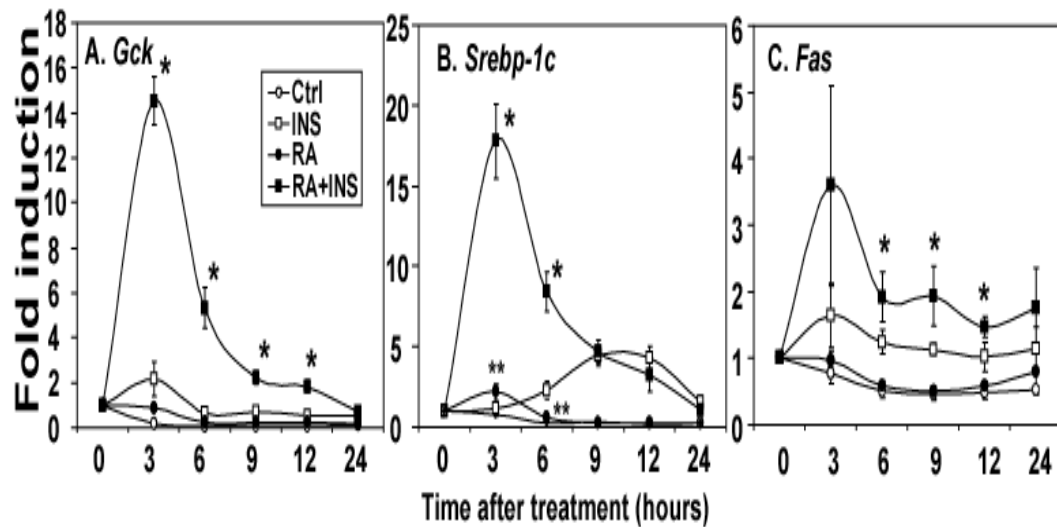 Fold induction
18
16
14
12
10
8
6
4
2
0
A. Gck
*
*
*
*
Ctrl
INS
RA
RA+INS
0 3 6 9 12 24
25
20
15
10
5
0
B. Srebp-1c
*
*
**
**
0 3 6 9 12 24
6
5
4
3
2
1
0
C. Fas
*
*
*
0 3 6 9 12 24
Time after treatment (hours)